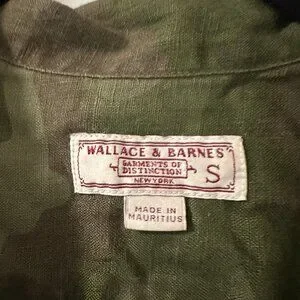 WALLACE & BARNES
GARMENTS OF
DISTINCTION
NEW YORK
S
MADE IN
MAURITIUS